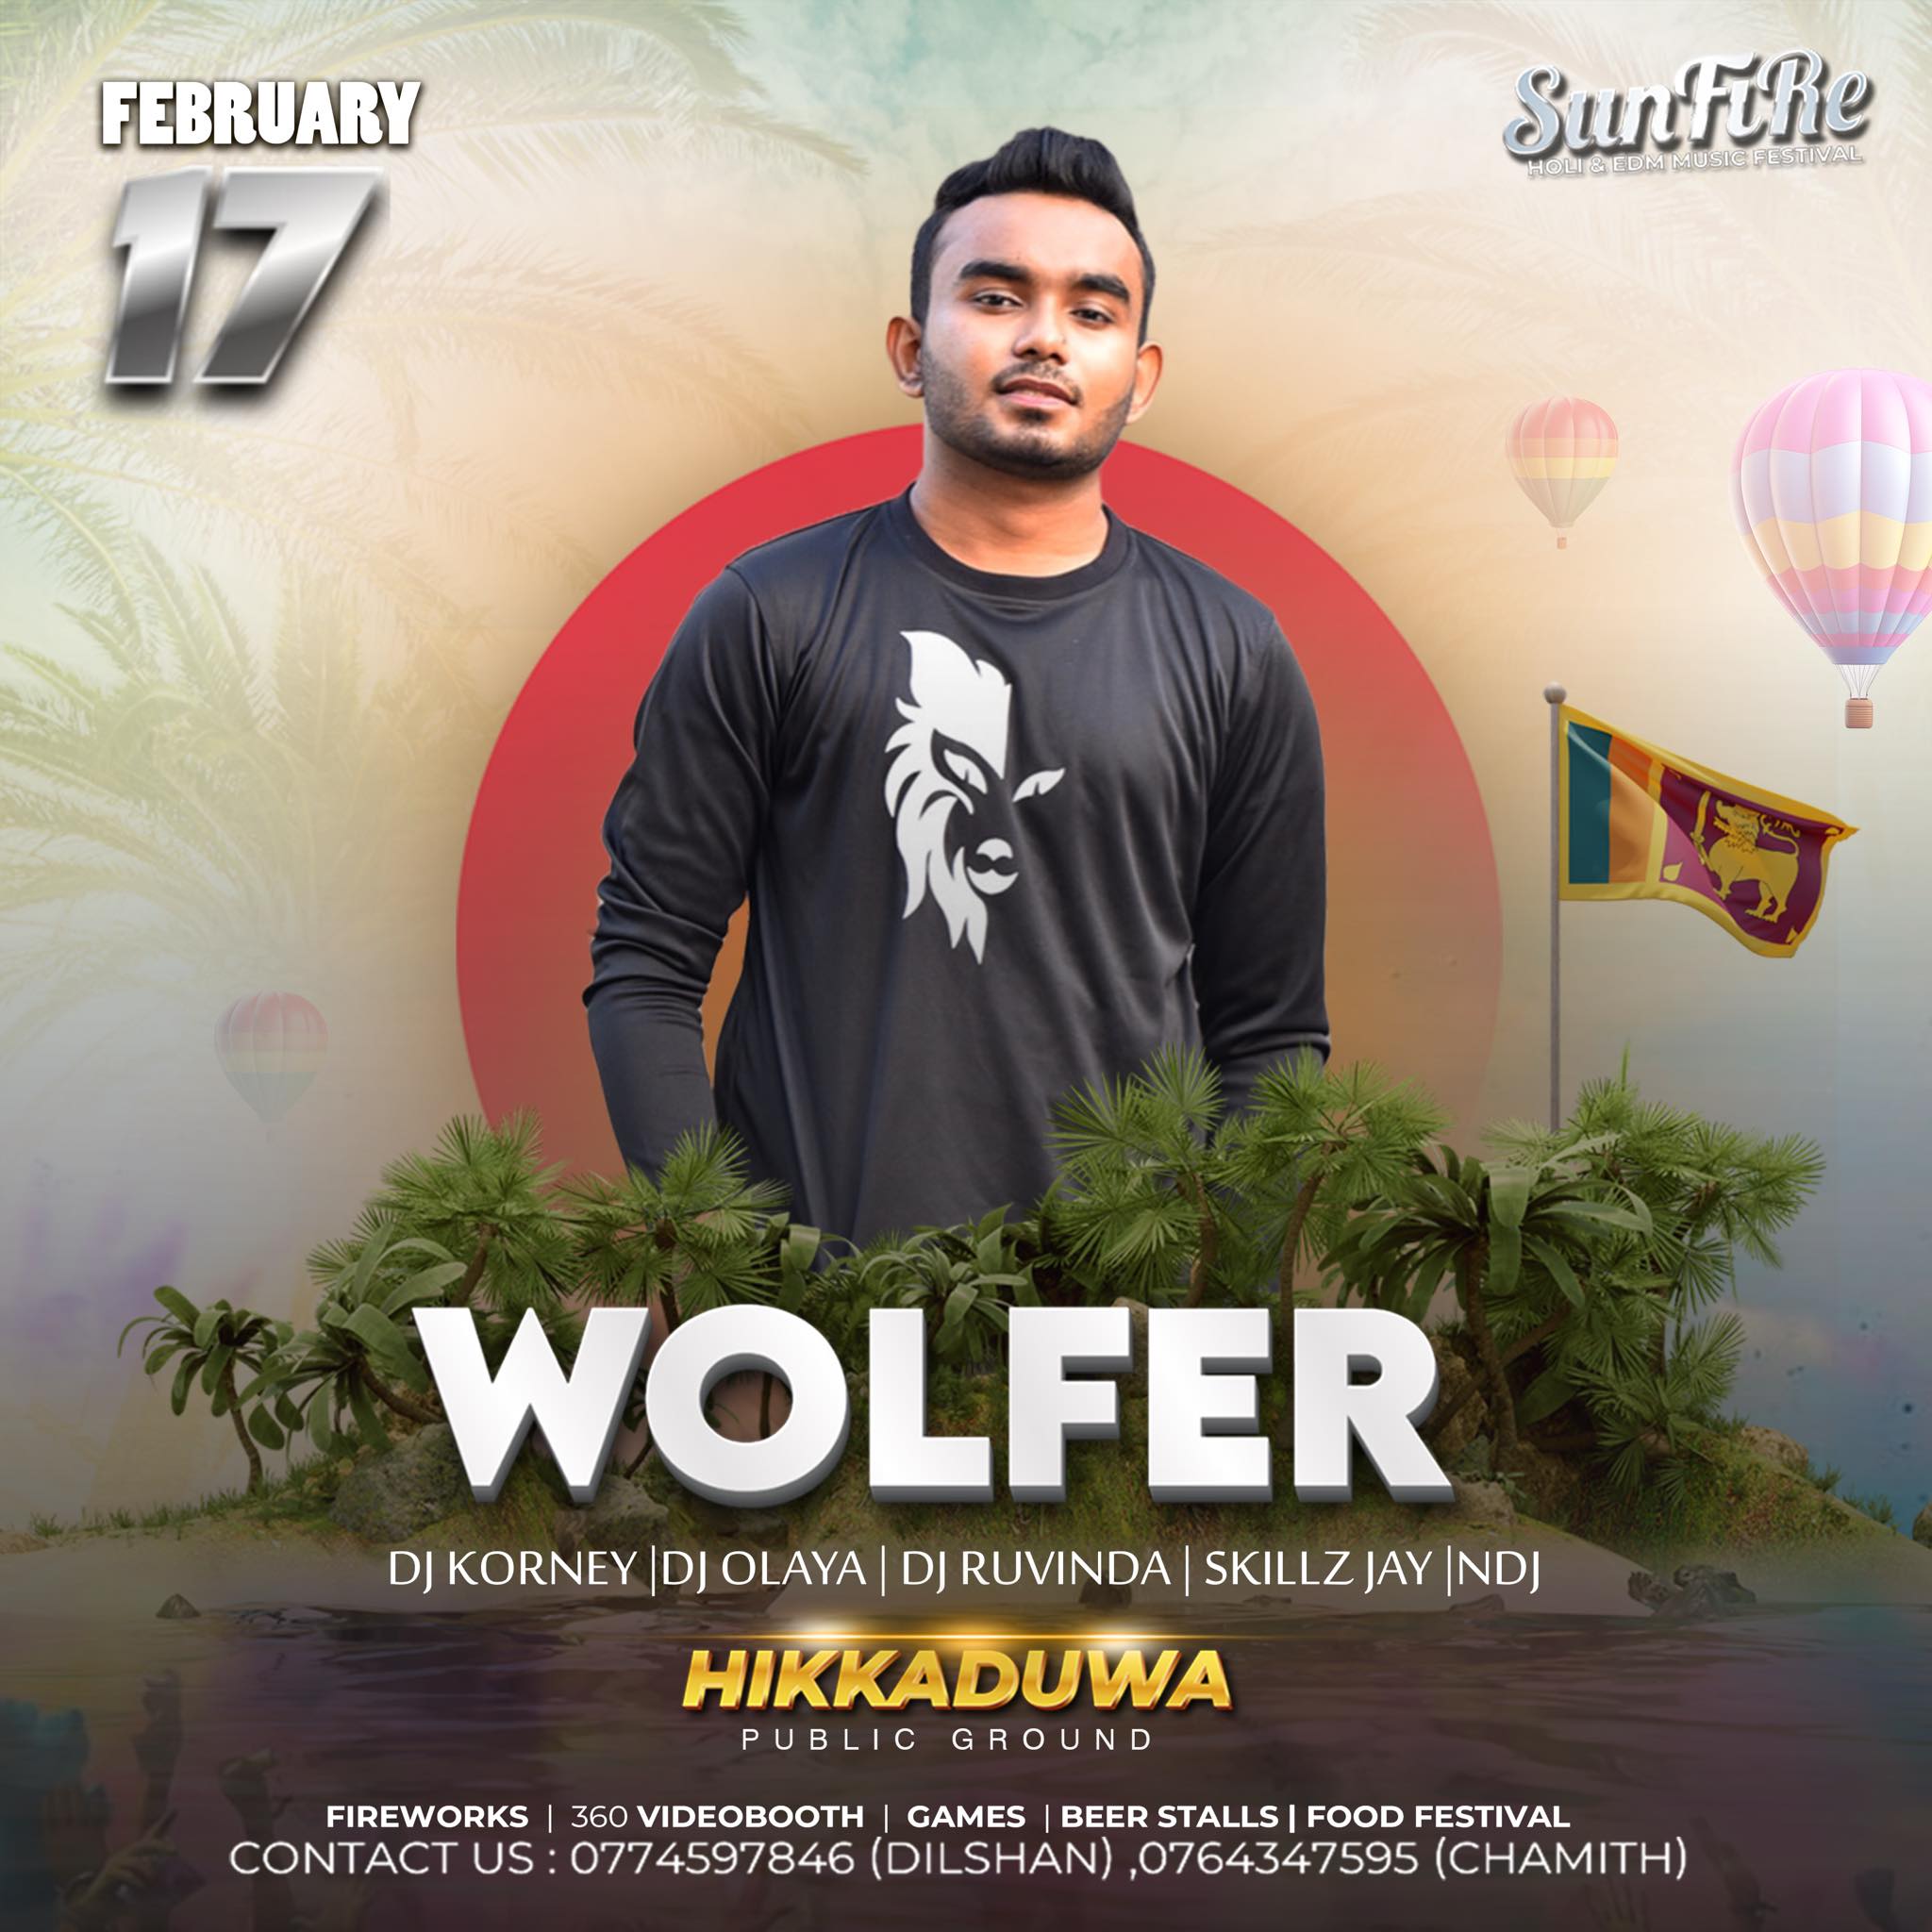 FEBRUARY
17
SunFiRe
HOLI & EDM MUSIC FESTIVAL
WOLFER
DJ KORNEY |DJ OLAYA | DJ RUVINDA | SKILLZ JAY |NDJ
HIKKADUWA
PUBLIC GROUND
FIREWORKS | 360 VIDEOBOOTH | GAMES | BEER STALLS | FOOD FESTIVAL
CONTACT US : 0774597846 (DILSHAN) ,0764347595 (CHAMITH)